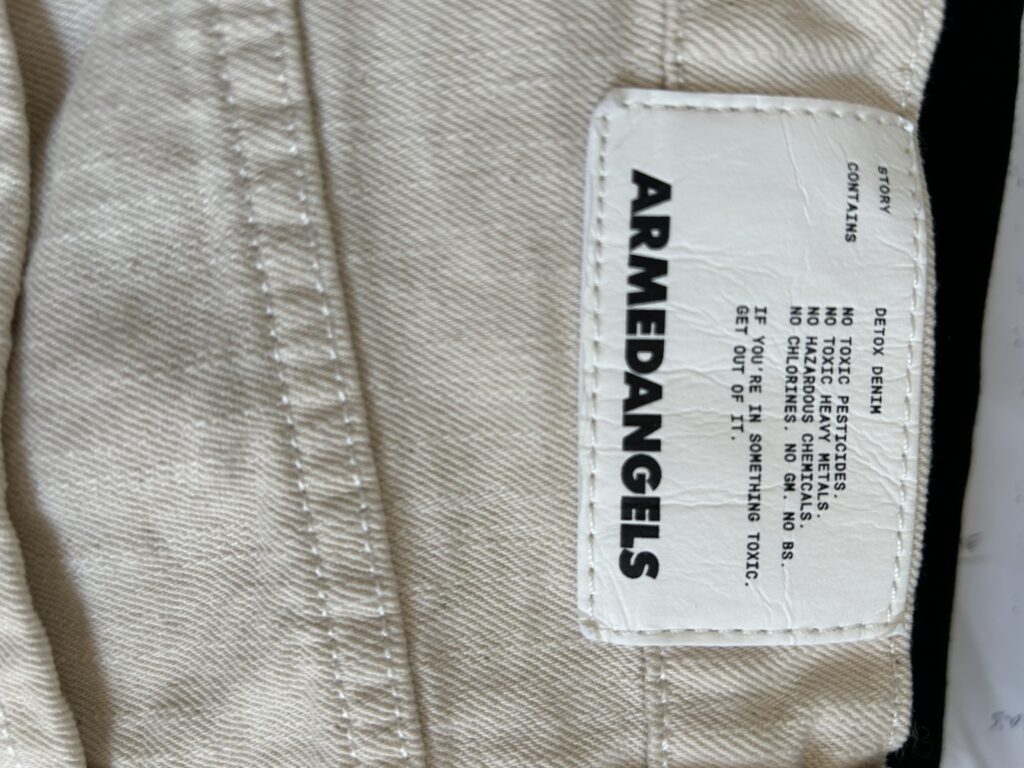 STORY DETOX DENIM
CONTAINS NO TOXIC PESTICIDES.
NO TOXIC HEAVY METALS.
NO HAZARDOUS CHEMICALS.
NO CHLORINES. NO GM. NO BS.
IF YOU'RE IN SOMETHING TOXIC.
GET OUT OF IT.
ARMEDANGELS